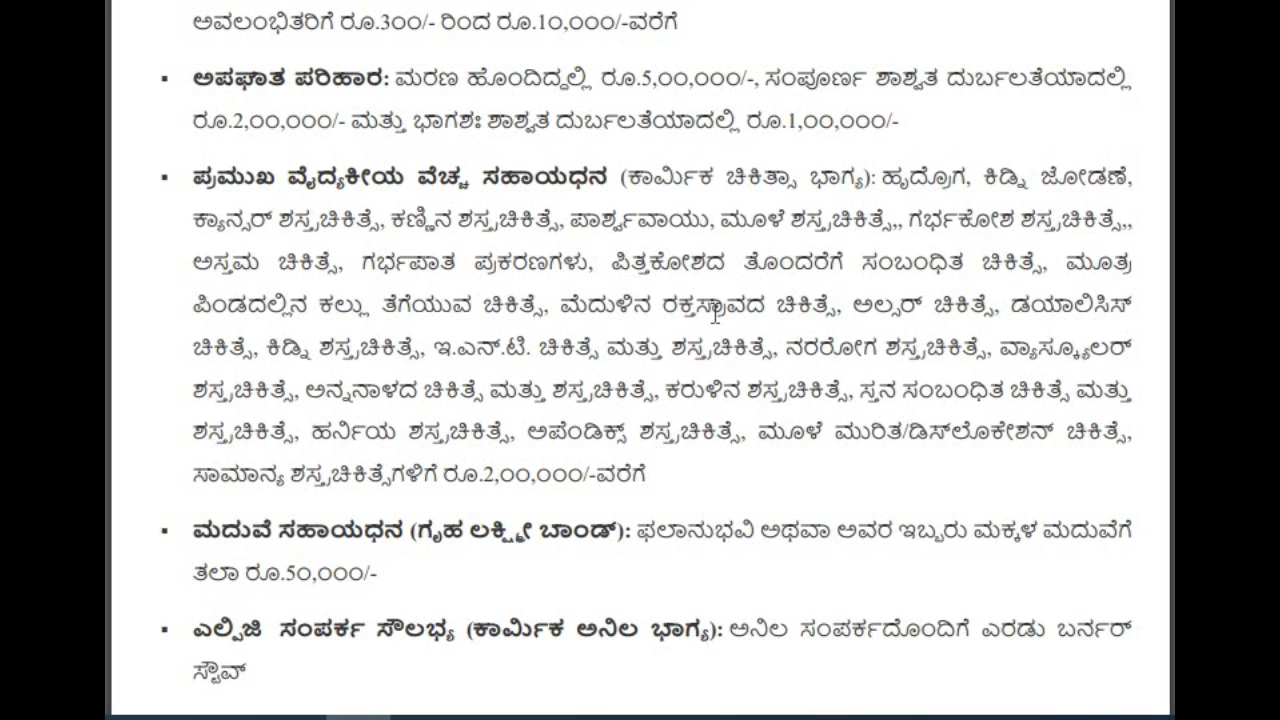 ಅವಲಂಭಿತರಿಗೆ ರೂ.300/- ರಿಂದ ರೂ.10,000/-ವರೆಗೆ
▪ ಅಪಘಾತ ಪರಿಹಾರ: ಮರಣ ಹೊಂದಿದ್ದಲ್ಲಿ ರೂ.5,00,000/-, ಸಂಪೂರ್ಣ ಶಾಶ್ವತ ದುರ್ಬಲತೆಯಾದಲ್ಲಿ
ರೂ.2,00,000/- ಮತ್ತು ಭಾಗಶಃ ಶಾಶ್ವತ ದುರ್ಬಲತೆಯಾದಲ್ಲಿ ರೂ.1,00,000/-
▪ ಪ್ರಮುಖ ವೈದ್ಯಕೀಯ ವೆಚ್ಚ ಸಹಾಯಧನ (ಕಾರ್ಮಿಕ ಚಿಕಿತ್ಸಾ ಭಾಗ್ಯ): ಹೃದ್ರೋಗ, ಕಿಡ್ನಿ ಜೋಡಣೆ,
ಕ್ಯಾನ್ಸರ್ ಶಸ್ತ್ರಚಿಕಿತ್ಸೆ, ಕಣ್ಣಿನ ಶಸ್ತ್ರಚಿಕಿತ್ಸೆ, ಪಾರ್ಶ್ವವಾಯು, ಮೂಳೆ ಶಸ್ತ್ರಚಿಕಿತ್ಸೆ,, ಗರ್ಭಕೋಶ ಶಸ್ತ್ರಚಿಕಿತ್ಸೆ,,
ಅಸ್ತಮ ಚಿಕಿತ್ಸೆ, ಗರ್ಭಪಾತ ಪ್ರಕರಣಗಳು, ಪಿತ್ತಕೋಶದ ತೊಂದರೆಗೆ ಸಂಬಂಧಿತ ಚಿಕಿತ್ಸೆ, ಮೂತ್ರ
ಪಿಂಡದಲ್ಲಿನ ಕಲ್ಲು ತೆಗೆಯುವ ಚಿಕಿತ್ಸೆ, ಮೆದುಳಿನ ರಕ್ತಸ್ರಾವದ ಚಿಕಿತ್ಸೆ, ಅಲ್ಸರ್ ಚಿಕಿತ್ಸೆ, ಡಯಾಲಿಸಿಸ್
ಚಿಕಿತ್ಸೆ, ಕಿಡ್ನಿ ಶಸ್ತ್ರಚಿಕಿತ್ಸೆ, ಇ.ಎನ್.ಟಿ. ಚಿಕಿತ್ಸೆ ಮತ್ತು ಶಸ್ತ್ರಚಿಕಿತ್ಸೆ, ನರರೋಗ ಶಸ್ತ್ರಚಿಕಿತ್ಸೆ, ವ್ಯಾಸ್ಕ್ಯೂಲರ್
ಶಸ್ತ್ರಚಿಕಿತ್ಸೆ, ಅನ್ನನಾಳದ ಚಿಕಿತ್ಸೆ ಮತ್ತು ಶಸ್ತ್ರಚಿಕಿತ್ಸೆ, ಕರುಳಿನ ಶಸ್ತ್ರಚಿಕಿತ್ಸೆ, ಸ್ತನ ಸಂಬಂಧಿತ ಚಿಕಿತ್ಸೆ ಮತ್ತು
ಶಸ್ತ್ರಚಿಕಿತ್ಸೆ, ಹರ್ನಿಯ ಶಸ್ತ್ರಚಿಕಿತ್ಸೆ, ಅಪೆಂಡಿಕ್ಸ್ ಶಸ್ತ್ರಚಿಕಿತ್ಸೆ, ಮೂಳೆ ಮುರಿತ/ಡಿಸ್‌ಲೊಕೇಶನ್ ಚಿಕಿತ್ಸೆ,
ಸಾಮಾನ್ಯ ಶಸ್ತ್ರಚಿಕಿತ್ಸೆಗಳಿಗೆ ರೂ.2,00,000/-ವರೆಗೆ
▪ ಮದುವೆ ಸಹಾಯಧನ (ಗೃಹ ಲಕ್ಷ್ಮೀ ಬಾಂಡ್): ಫಲಾನುಭವಿ ಅಥವಾ ಅವರ ಇಬ್ಬರು ಮಕ್ಕಳ ಮದುವೆಗೆ
ತಲಾ ರೂ.50,000/-
▪ ಎಲ್ಪಿಜಿ ಸಂಪರ್ಕ ಸೌಲಭ್ಯ (ಕಾರ್ಮಿಕ ಅನಿಲ ಭಾಗ್ಯ): ಅನಿಲ ಸಂಪರ್ಕದೊಂದಿಗೆ ಎರಡು ಬರ್ನರ್
ಸ್ಟೌವ್